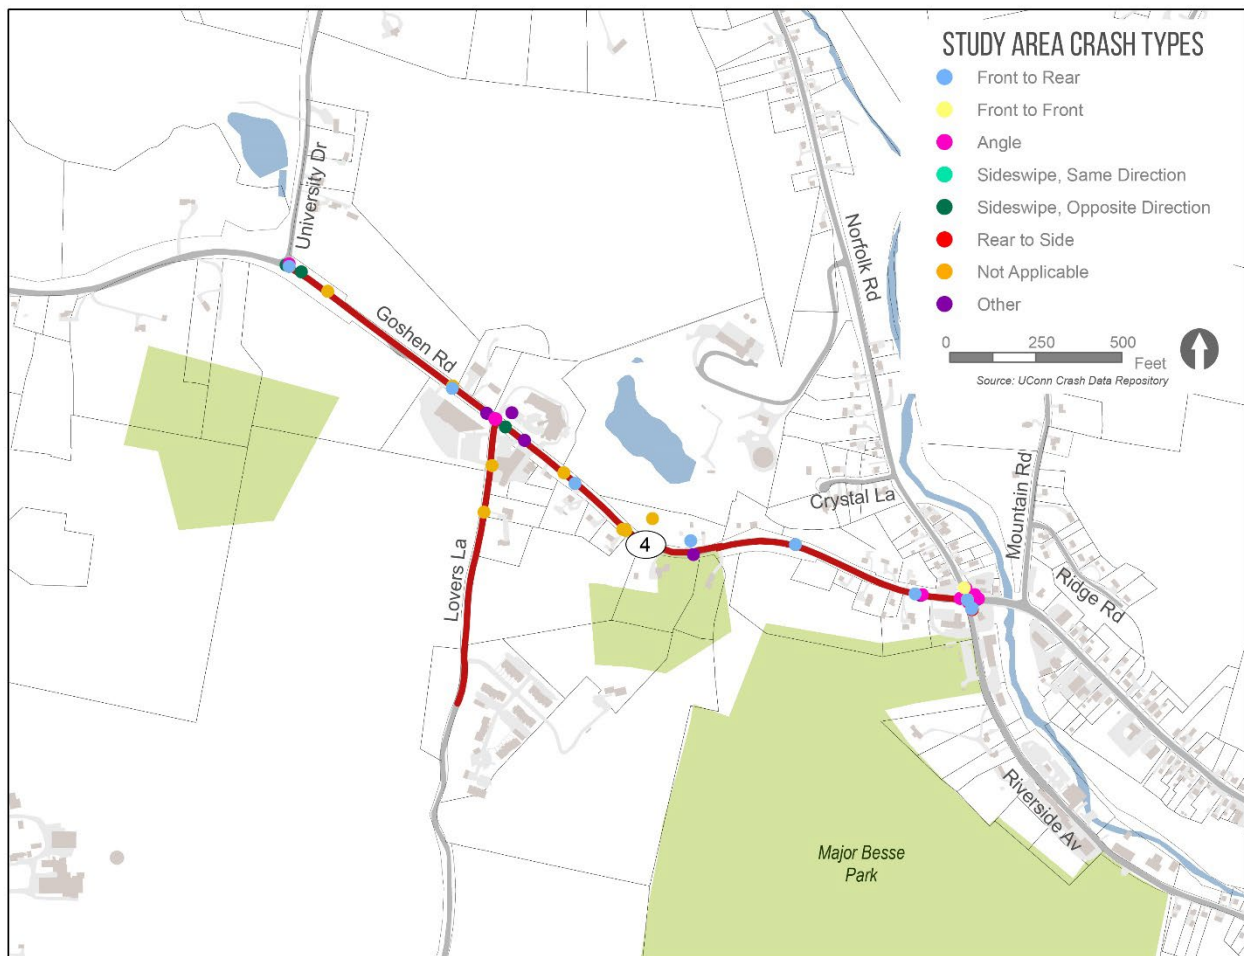 STUDY AREA CRASH TYPES
Front to Rear
Front to Front
Angle
Sideswipe, Same Direction
Sideswipe, Opposite Direction
Rear to Side
Not Applicable
Other
0 250 500
Feet
Source: UConn Crash Data Repository
University Dr
Norfolk Rd
Goshen Rd
Mountain Rd
Crystal La
4
Lovers La
Ridge Rd
Riverside Av
Major Besse
Park